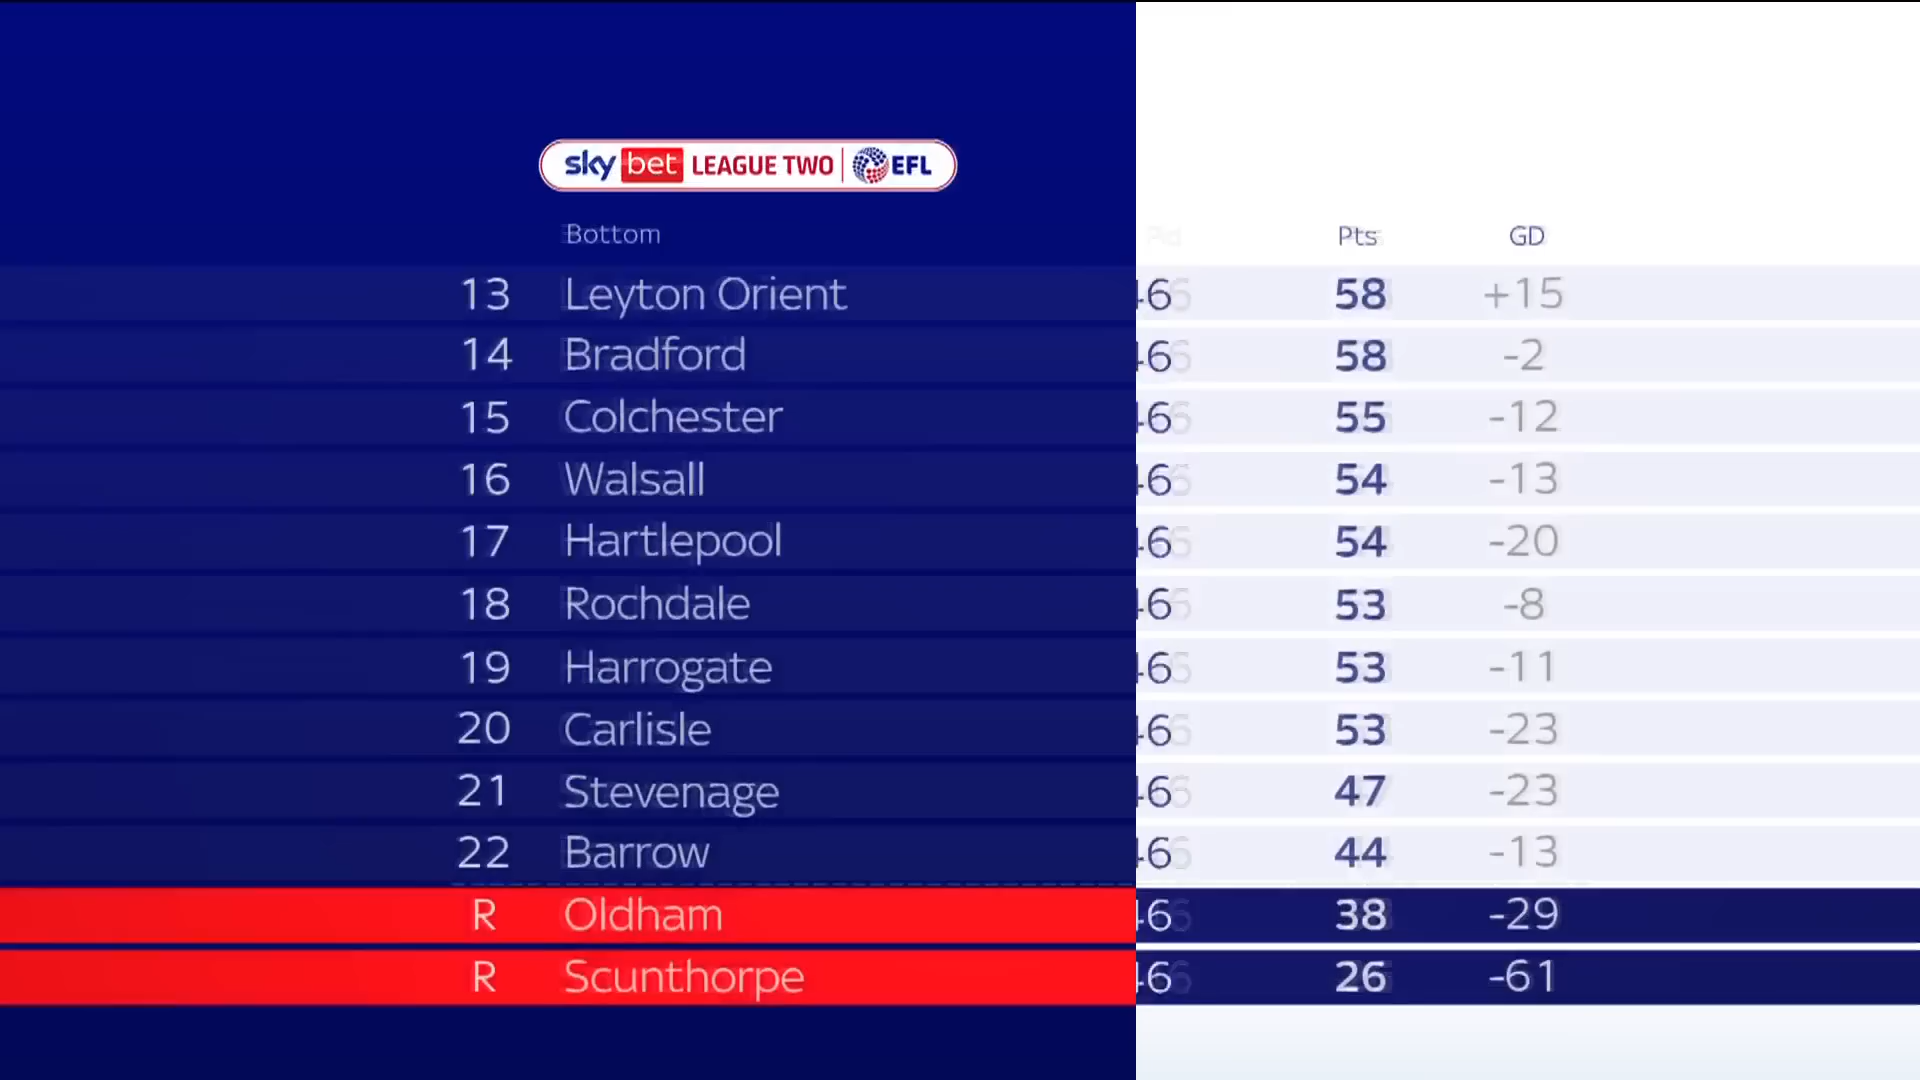 sky bet LEAGUE TWO EFL
Bottom Pld Pts GD
13 Leyton Orient 46 58 +15
14 Bradford 46 58 -2
15 Colchester 46 55 -12
16 Walsall 46 54 -13
17 Hartlepool 46 54 -20
18 Rochdale 46 53 -8
19 Harrogate 46 53 -11
20 Carlisle 46 53 -23
21 Stevenage 46 47 -23
22 Barrow 46 44 -13
R Oldham 46 38 -29
R Scunthorpe 46 26 -61